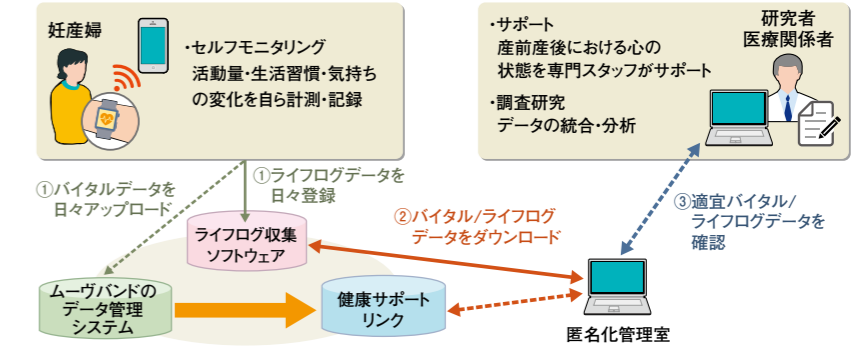 妊産婦
・セルフモニタリング
活動量・生活習慣・気持ち
の変化を自ら計測・記録
・サポート
産前産後における心の
状態を専門スタッフがサポート
・調査研究
データの統合・分析
研究者
医療関係者
①バイタルデータを
日々アップロード
①ライフログデータを
日々登録
②バイタル/ライフログ
データをダウンロード
③適宜バイタル/
ライフログデータを
確認
ライフログ収集
ソフトウェア
ムーヴバンドの
データ管理
システム
健康サポート
リンク
匿名化管理室